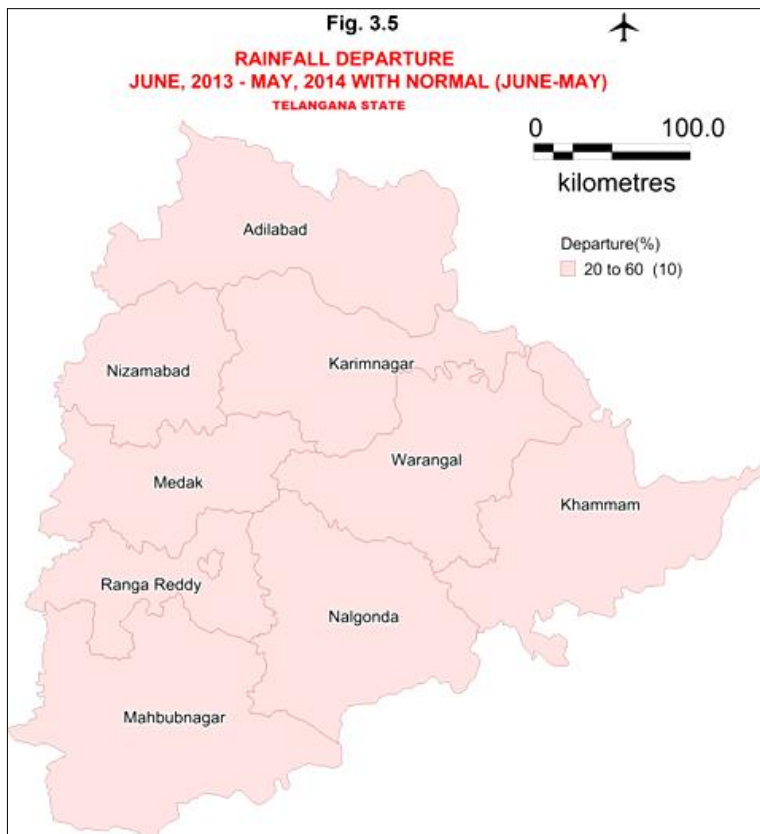 Fig. 3.5
RAINFALL DEPARTURE
JUNE, 2013 - MAY, 2014 WITH NORMAL (JUNE-MAY)
TELANGANA STATE
0 100.0
kilometres
Departure(%)
20 to 60 (10)
Adilabad
Nizamabad
Karimnagar
Warangal
Medak
Khammam
Ranga Reddy
Nalgonda
Mahbubnagar